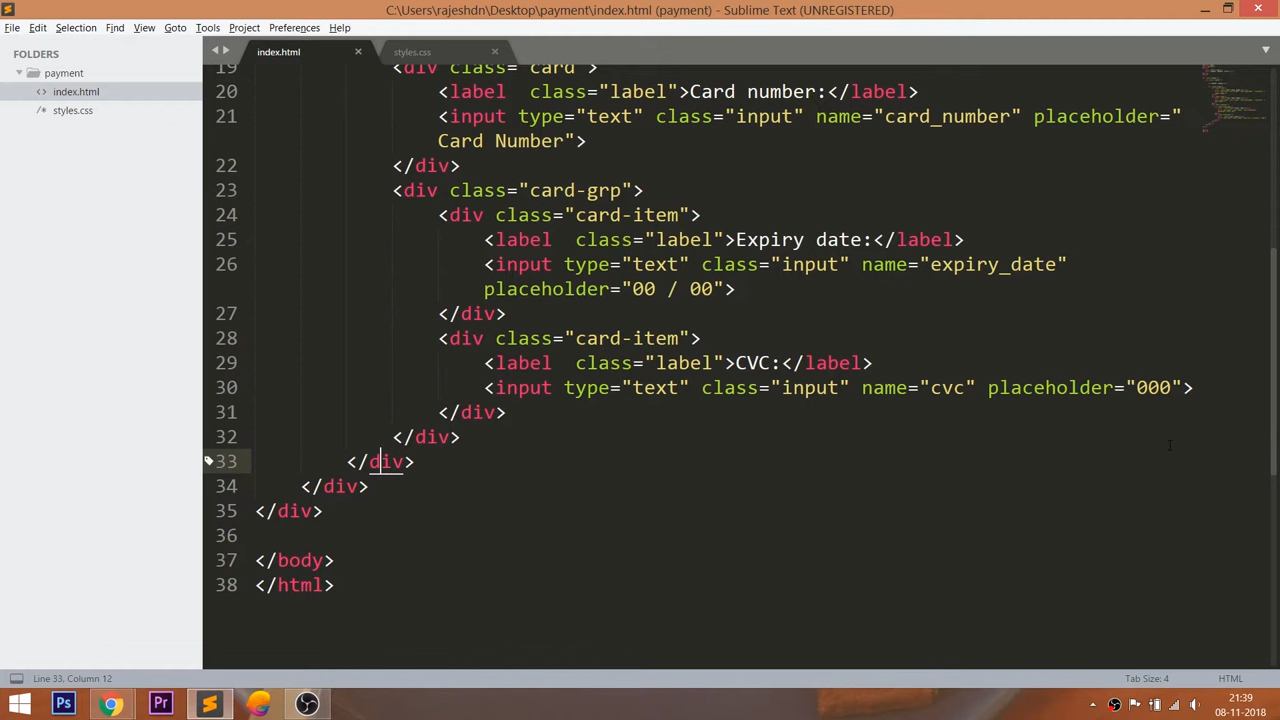 C:\Users\rajeshdn\Desktop\payment\index.html (payment) - Sublime Text (UNREGISTERED)
File Edit Selection Find View Goto Tools Project Preferences Help
FOLDERS
payment
index.html
styles.css
index.html styles.css
19 <div class="card">
20 <label  class="label">Card number:</label>
21 <input type="text" class="input" name="card_number" placeholder="
Card Number">
22 </div>
23 <div class="card-grp">
24 <div class="card-item">
25 <label  class="label">Expiry date:</label>
26 <input type="text" class="input" name="expiry_date"
placeholder="00 / 00">
27 </div>
28 <div class="card-item">
29 <label  class="label">CVC:</label>
30 <input type="text" class="input" name="cvc" placeholder="000">
31 </div>
32 </div>
33 </div>
34 </div>
35 </div>
36
37 </body>
38 </html>
Line 33, Column 12 Tab Size: 4 HTML
Ps Pr 21:39
08-11-2018